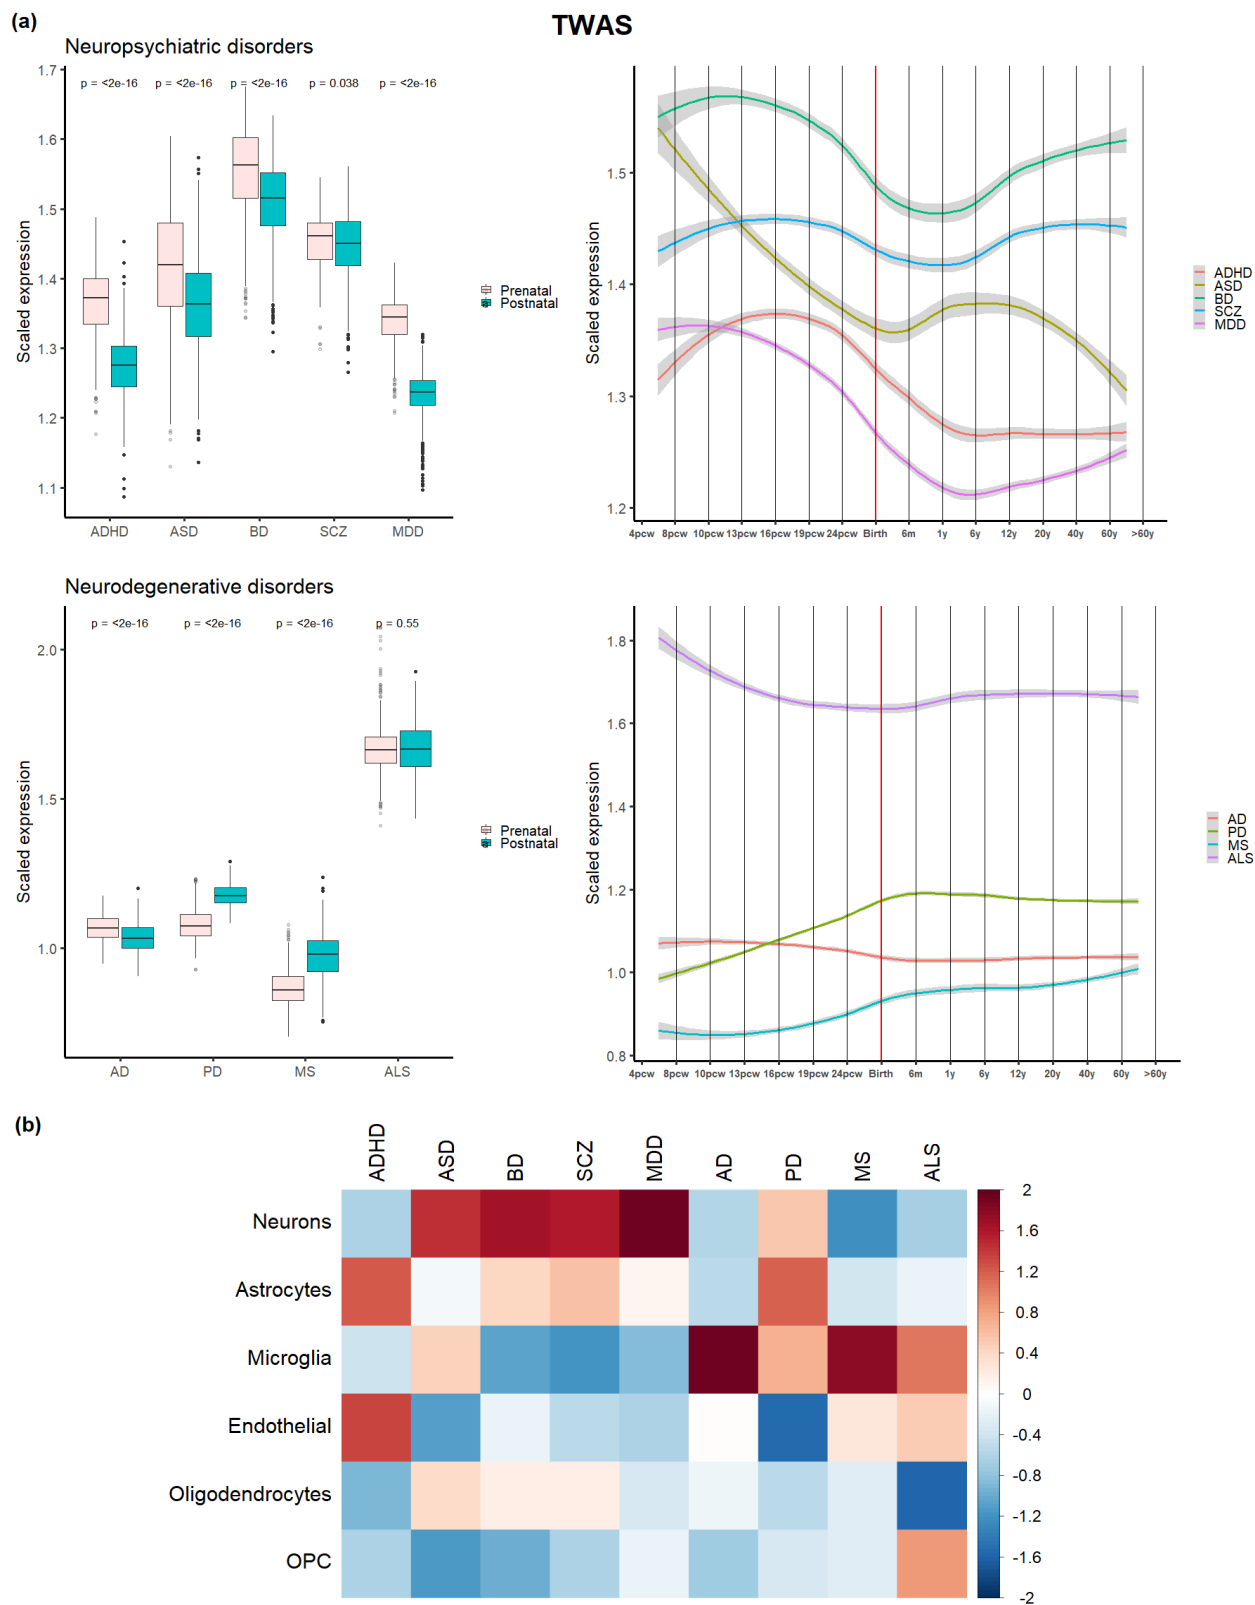 (a)
TWAS
Neuropsychiatric disorders
p = <2e-16 p = <2e-16 p = <2e-16 p = 0.038 p = <2e-16
Scaled expression
1.7
1.6
1.5
1.4
1.3
1.2
1.1
ADHD ASD BD SCZ MDD
Prenatal
Postnatal
Scaled expression
1.5
1.4
1.3
1.2
4pcw 8pcw 10pcw 13pcw 16pcw 19pcw 24pcw Birth 6m 1y 6y 12y 20y 40y 60y >60y
ADHD
ASD
BD
SCZ
MDD
Neurodegenerative disorders
p = <2e-16 p = <2e-16 p = <2e-16 p = 0.55
Scaled expression
2.0
1.5
1.0
AD PD MS ALS
Prenatal
Postnatal
Scaled expression
1.8
1.6
1.4
1.2
1.0
0.8
4pcw 8pcw 10pcw 13pcw 16pcw 19pcw 24pcw Birth 6m 1y 6y 12y 20y 40y 60y >60y
AD
PD
MS
ALS
(b)
ADHD ASD BD SCZ MDD AD PD MS ALS
Neurons
Astrocytes
Microglia
Endothelial
Oligodendrocytes
OPC
2
1.6
1.2
0.8
0.4
0
-0.4
-0.8
-1.2
-1.6
-2